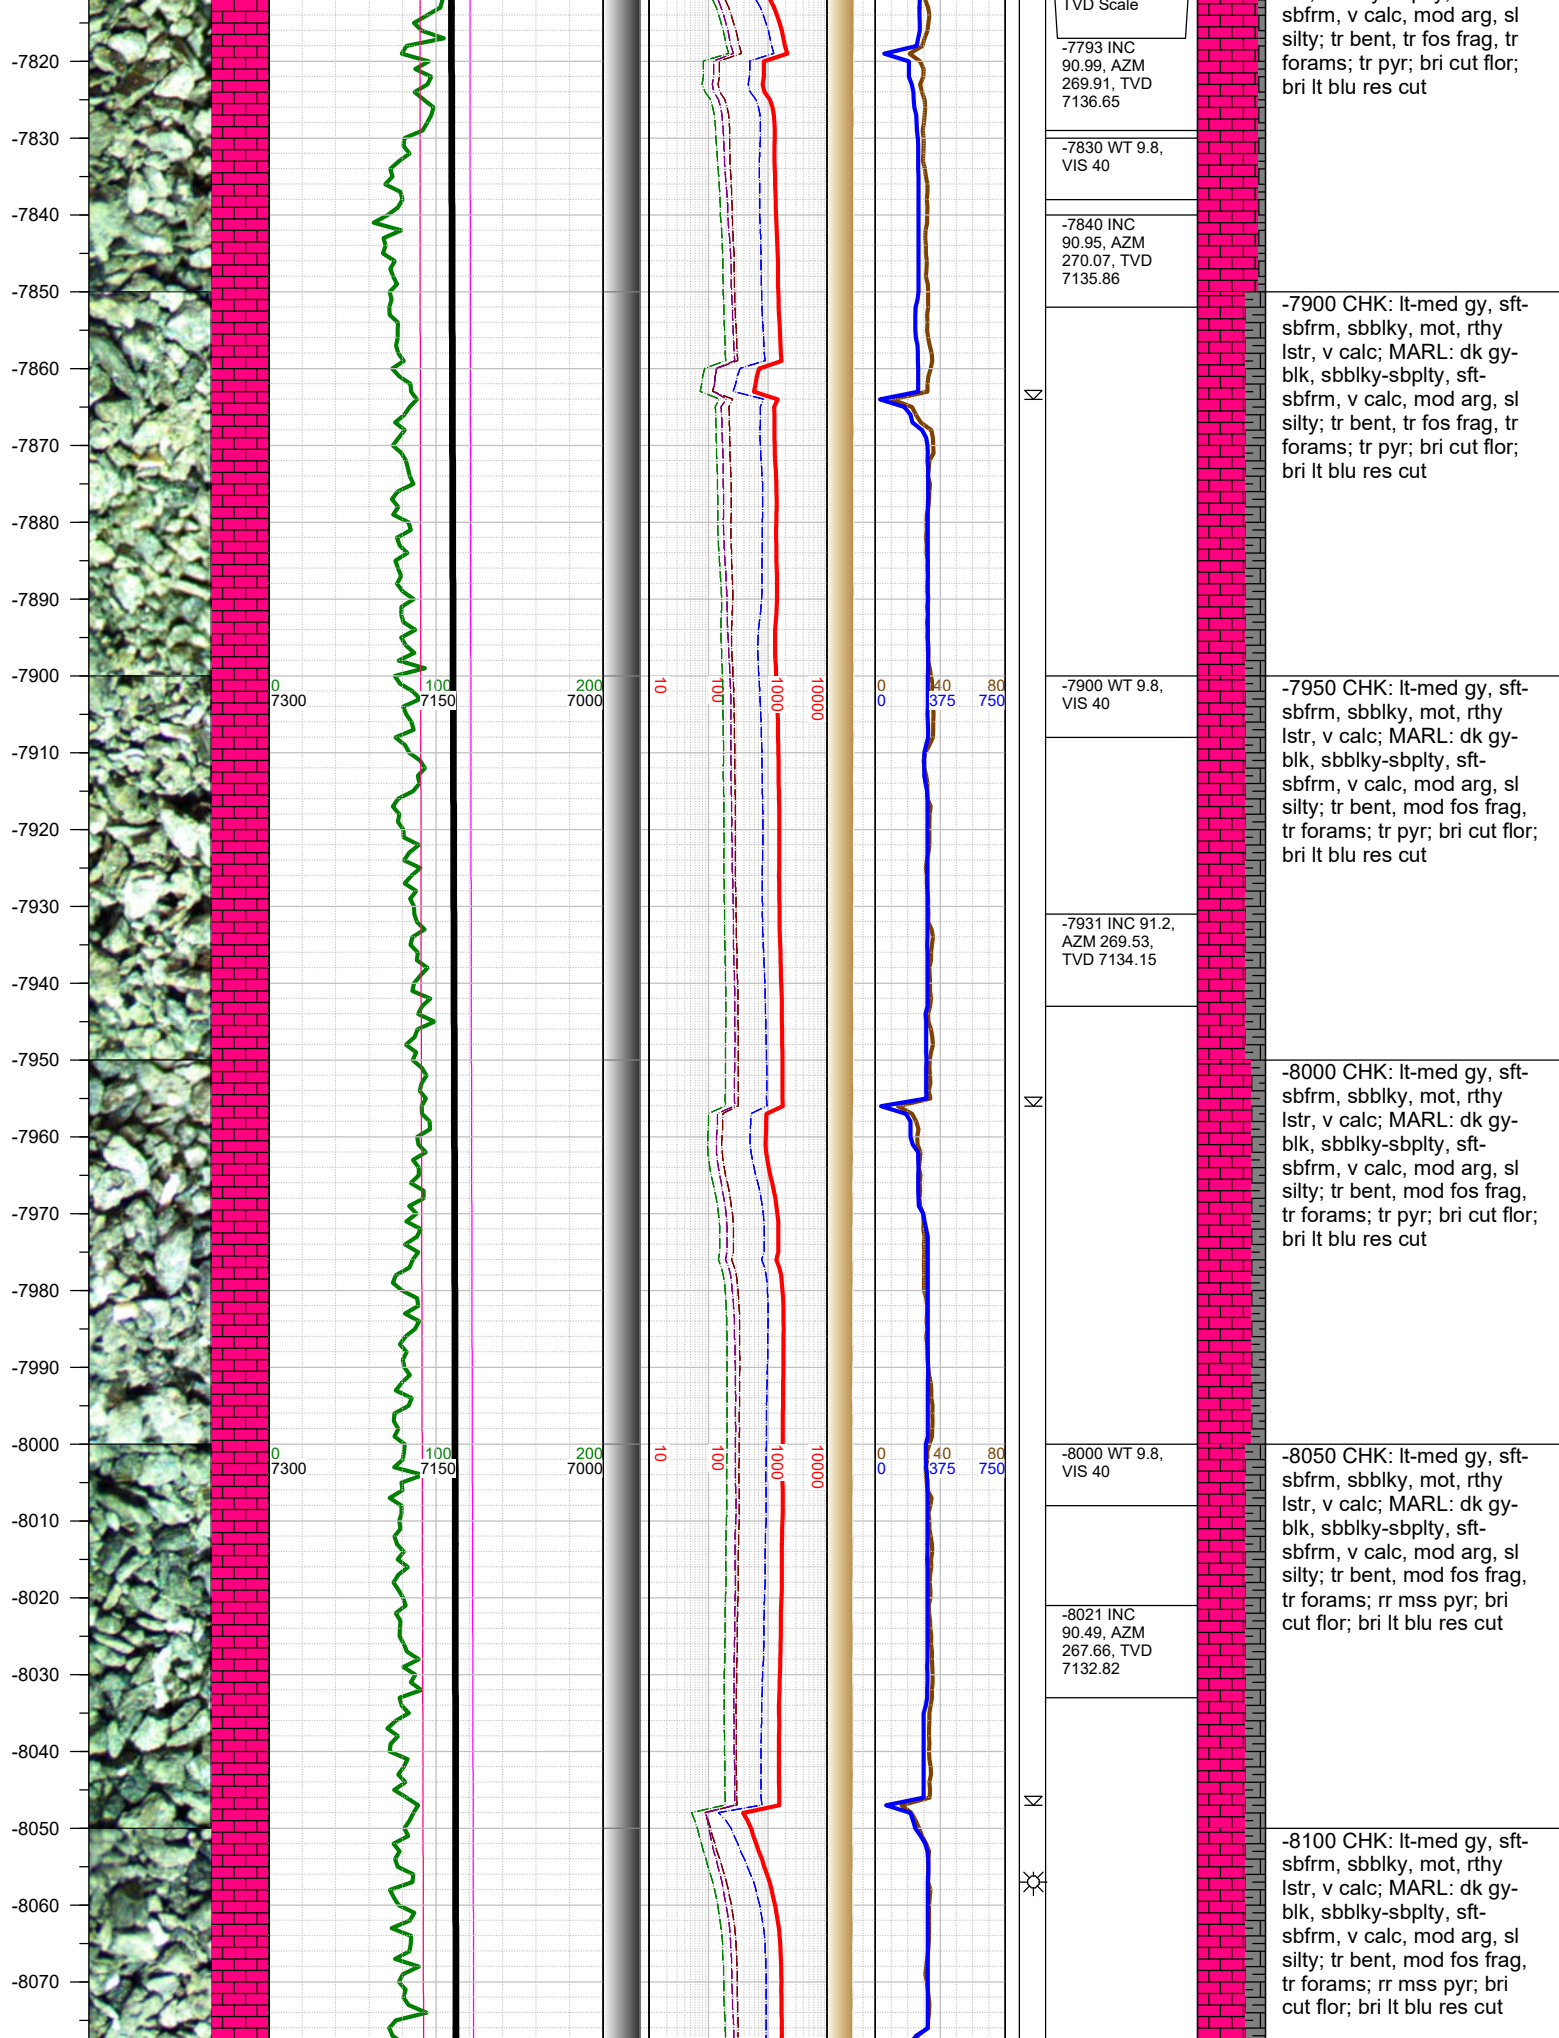 TVD Scale
sbfrm, v calc, mod arg, sl
silty; tr bent, tr fos frag, tr
forams; tr pyr; bri cut flor;
bri lt blu res cut
-7793 INC
90.99, AZM
269.91, TVD
7136.65
-7820
-7830
-7830 WT 9.8,
VIS 40
-7840
-7840 INC
90.95, AZM
270.07, TVD
7135.86
-7850
-7900 CHK: lt-med gy, sft-
sbfrm, sbblky, mot, rthy
lstr, v calc; MARL: dk gy-
blk, sbblky-sbplty, sft-
sbfrm, v calc, mod arg, sl
silty; tr bent, tr fos frag, tr
forams; tr pyr; bri cut flor;
bri lt blu res cut
-7860
-7870
-7880
-7890
-7900
0 100 200
7300 7150 7000
10 100 1000 10000
0 40 80
0 375 750
-7900 WT 9.8,
VIS 40
-7950 CHK: lt-med gy, sft-
sbfrm, sbblky, mot, rthy
lstr, v calc; MARL: dk gy-
blk, sbblky-sbplty, sft-
sbfrm, v calc, mod arg, sl
silty; tr bent, mod fos frag,
tr forams; tr pyr; bri cut flor;
bri lt blu res cut
-7910
-7920
-7930
-7931 INC 91.2,
AZM 269.53,
TVD 7134.15
-7940
-7950
-8000 CHK: lt-med gy, sft-
sbfrm, sbblky, mot, rthy
lstr, v calc; MARL: dk gy-
blk, sbblky-sbplty, sft-
sbfrm, v calc, mod arg, sl
silty; tr bent, mod fos frag,
tr forams; tr pyr; bri cut flor;
bri lt blu res cut
-7960
-7970
-7980
-7990
-8000
0 100 200
7300 7150 7000
10 100 1000 10000
0 40 80
0 375 750
-8000 WT 9.8,
VIS 40
-8050 CHK: lt-med gy, sft-
sbfrm, sbblky, mot, rthy
lstr, v calc; MARL: dk gy-
blk, sbblky-sbplty, sft-
sbfrm, v calc, mod arg, sl
silty; tr bent, mod fos frag,
tr forams; rr mss pyr; bri
cut flor; bri lt blu res cut
-8010
-8020
-8021 INC
90.49, AZM
267.66, TVD
7132.82
-8030
-8040
-8050
-8100 CHK: lt-med gy, sft-
sbfrm, sbblky, mot, rthy
lstr, v calc; MARL: dk gy-
blk, sbblky-sbplty, sft-
sbfrm, v calc, mod arg, sl
silty; tr bent, mod fos frag,
tr forams; rr mss pyr; bri
cut flor; bri lt blu res cut
-8060
-8070